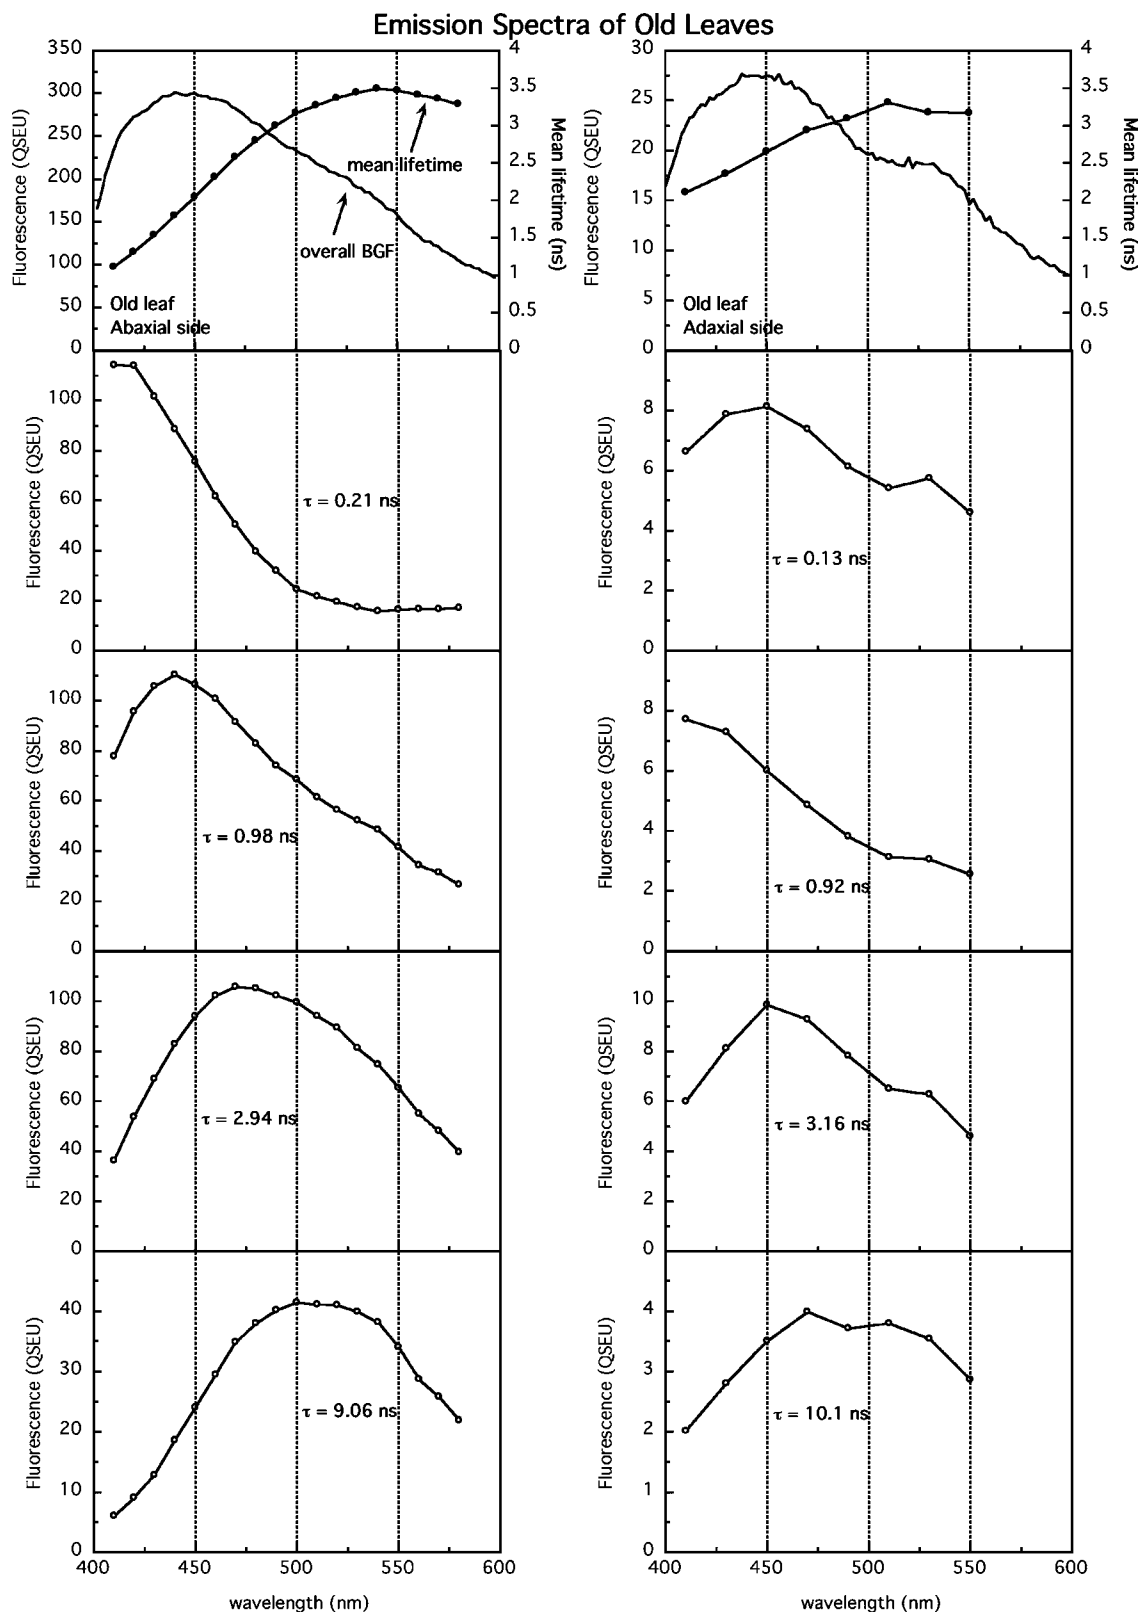 Emission Spectra of Old Leaves
350
300
250
200
150
100
50
0
Fluorescence (QSEU)
4
3.5
3
2.5
2
1.5
1
0.5
0
Mean lifetime (ns)
mean lifetime
overall BGF
Old leaf
Abaxial side
30
25
20
15
10
5
0
Fluorescence (QSEU)
4
3.5
3
2.5
2
1.5
1
0.5
0
Mean lifetime (ns)
Old leaf
Adaxial side
100
80
60
40
20
0
Fluorescence (QSEU)
τ = 0.21 ns
8
6
4
2
0
Fluorescence (QSEU)
τ = 0.13 ns
100
80
60
40
20
0
Fluorescence (QSEU)
τ = 0.98 ns
8
6
4
2
0
Fluorescence (QSEU)
τ = 0.92 ns
100
80
60
40
20
0
Fluorescence (QSEU)
τ = 2.94 ns
10
8
6
4
2
0
Fluorescence (QSEU)
τ = 3.16 ns
40
30
20
10
0
Fluorescence (QSEU)
τ = 9.06 ns
400 450 500 550 600
wavelength (nm)
4
3
2
1
0
Fluorescence (QSEU)
τ = 10.1 ns
400 450 500 550 600
wavelength (nm)